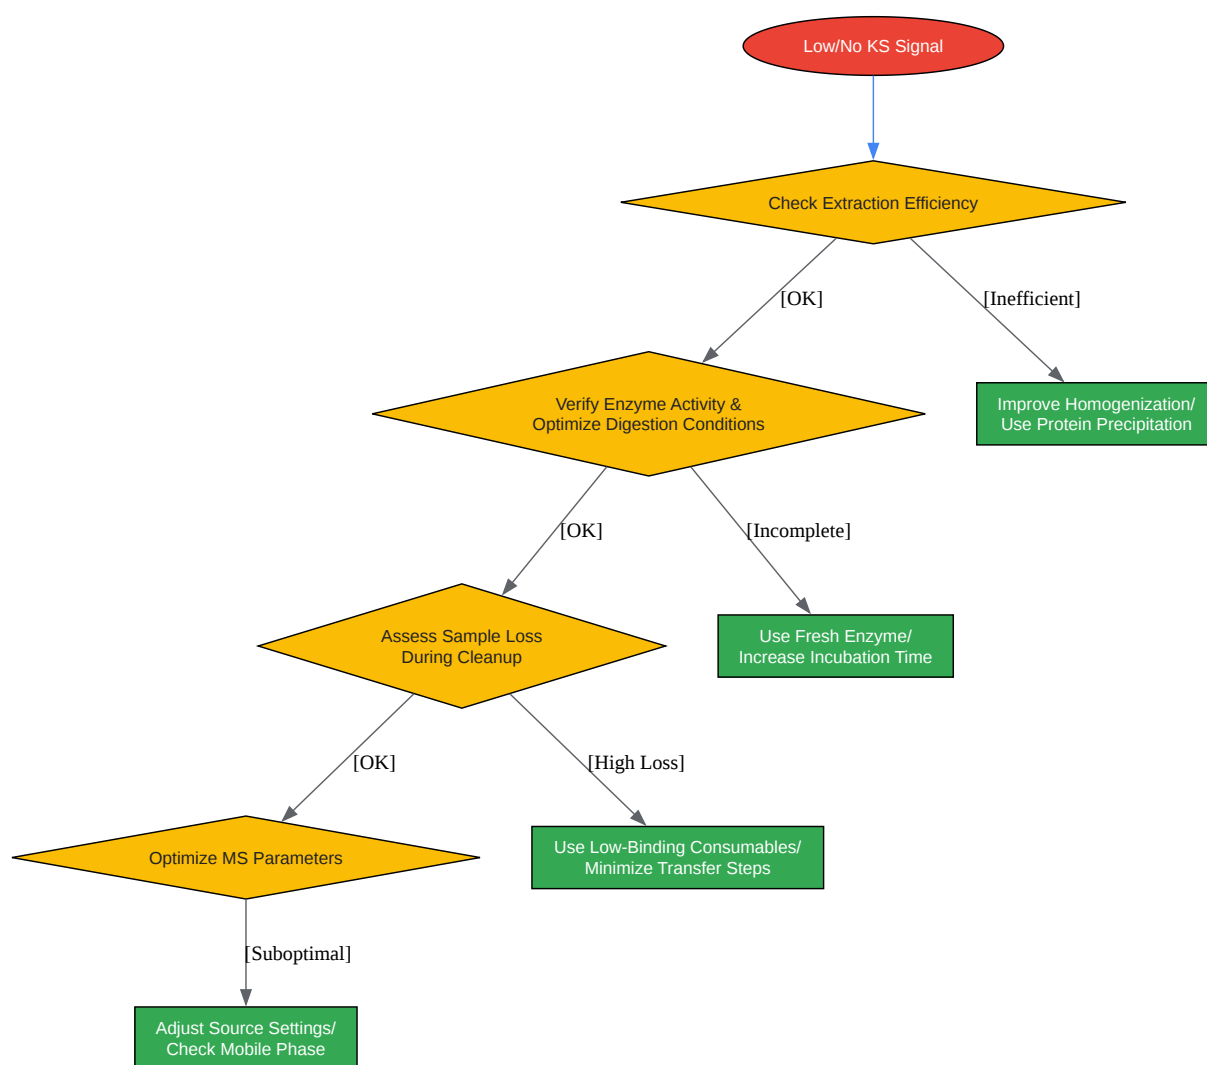 Low/No KS Signal
Check Extraction Efficiency
[OK]
[Inefficient]
Verify Enzyme Activity &
Optimize Digestion Conditions
Improve Homogenization/
Use Protein Precipitation
[OK]
[Incomplete]
Assess Sample Loss
During Cleanup
Use Fresh Enzyme/
Increase Incubation Time
[OK]
[High Loss]
Optimize MS Parameters
Use Low-Binding Consumables/
Minimize Transfer Steps
[Suboptimal]
Adjust Source Settings/
Check Mobile Phase